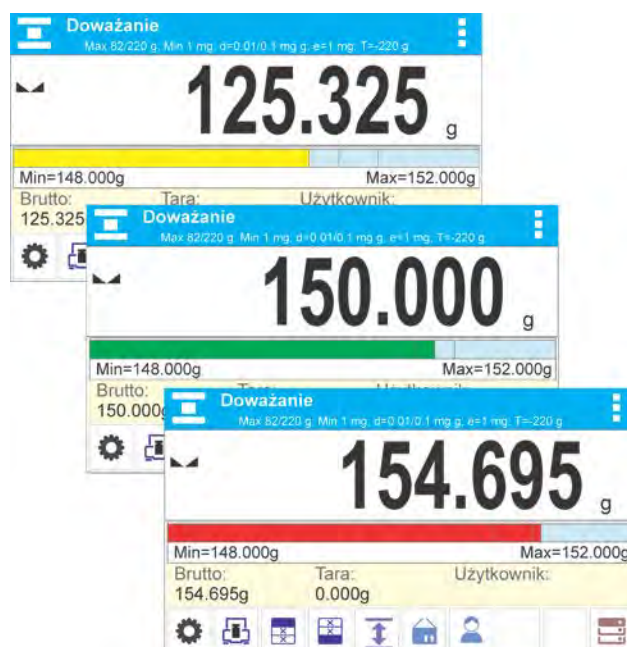 Doważanie
Max 82/220 g. Min 1 mg. d=0.01/0.1 mg g. e=1 mg. T=-220 g
125.325 g
Min=148.000g Max=152.000g
Brutto: Tara: Użytkownik:
125.325
Doważanie
Max 82/220 g. Min 1 mg. d=0.01/0.1 mg g. e=1 mg. T=-220 g
150.000 g
Min=148.000g Max=152.000g
Brutto:
150.000g
Doważanie
Max 82/220 g. Min 1 mg. d=0.01/0.1 mg g. e=1 mg. T=-220 g
154.695 g
Min=148.000g Max=152.000g
Brutto: Tara: Użytkownik:
154.695g 0.000g